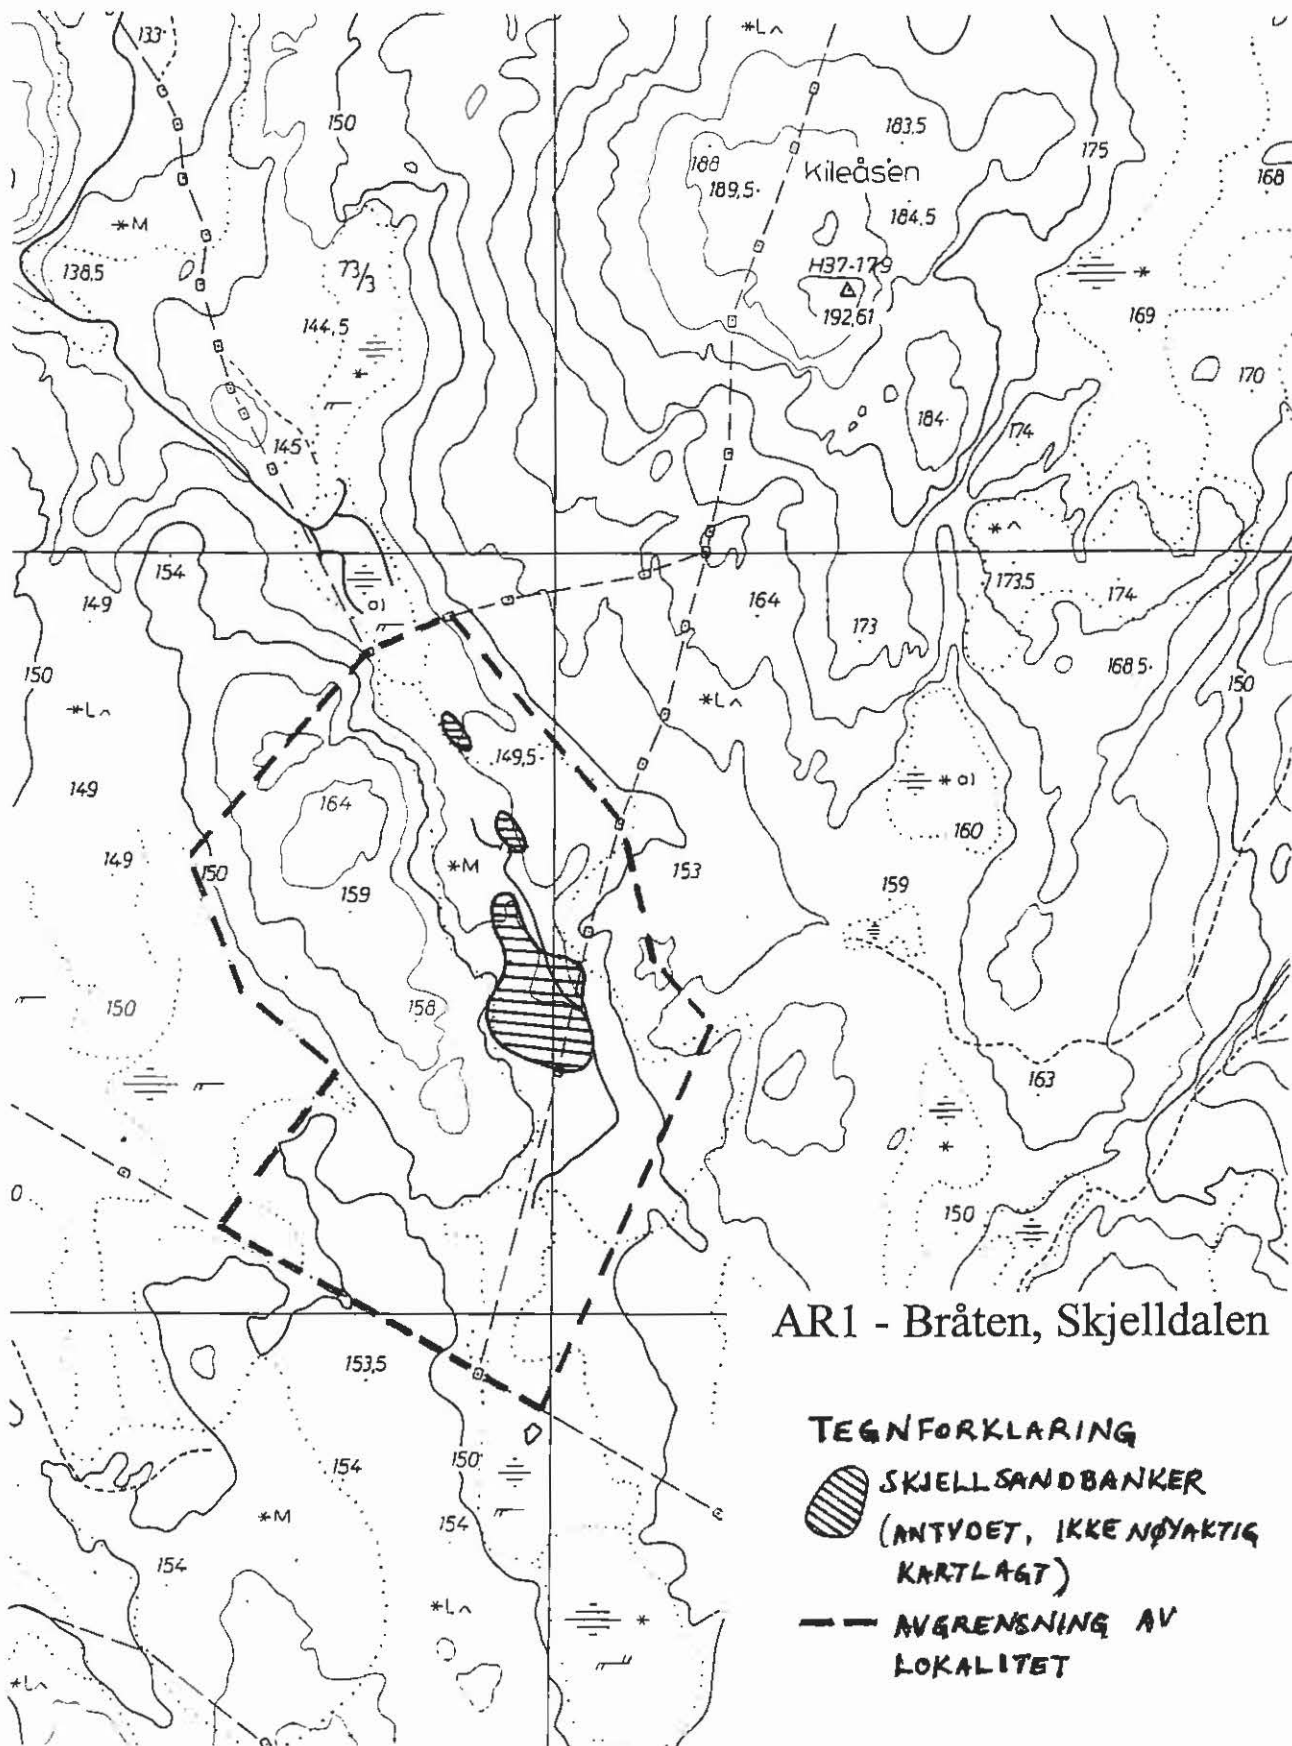 *L^
133
150
183,5
188
175
Kileåsen
168
189,5
184,5
*M
138,5
73/3
H37-179
169
144,5
192,61
170
184
174
145
154
173,5
149
164
174
173
168,5
150
150
*L^
*L^
149,5
149
164
160
149
*M
153
150
159
159
150
158
163
0
150
AR1 - Bråten, Skjelldalen
153,5
TEGNFORKLARING
154
150
SKJELLSANDBANKER
*M
154
(ANTYDET, IKKE NØYAKTIG
KARTLAGT)
154
*L^
AVGRENSNING AV
LOKALITET
*L^